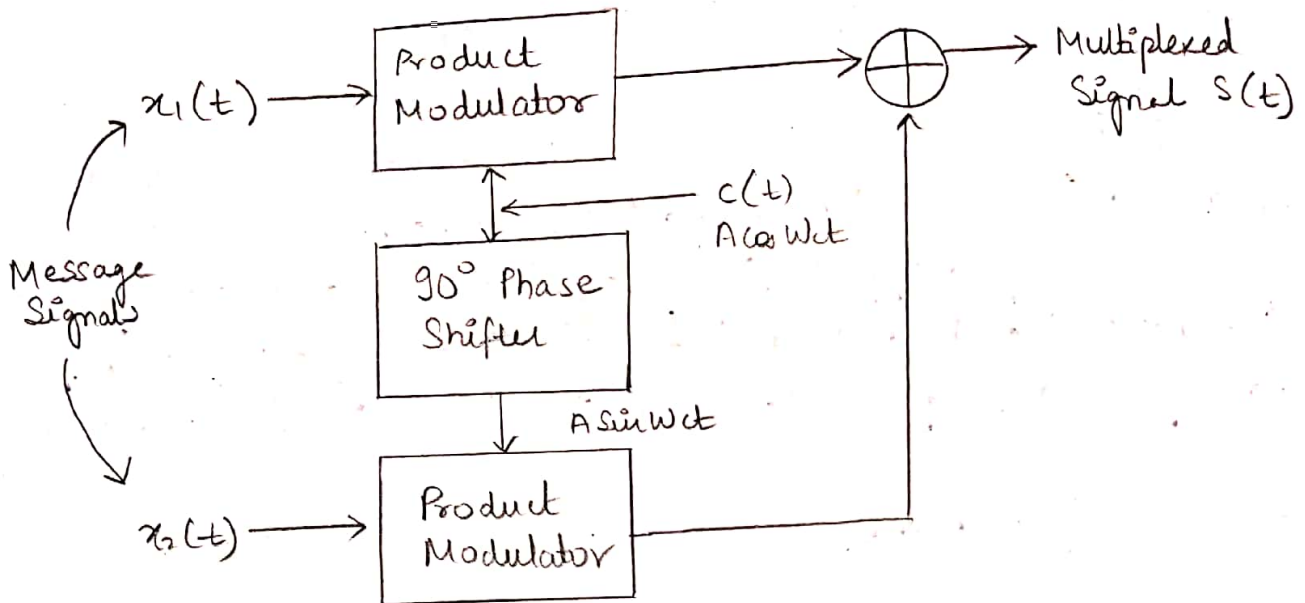 Product
Modulator
x₁(t)
Multiplexed
Signal S(t)
c(t)
A cos Wct
Message
Signals
90° Phase
Shifter
A Sin Wct
x₂(t)
Product
Modulator